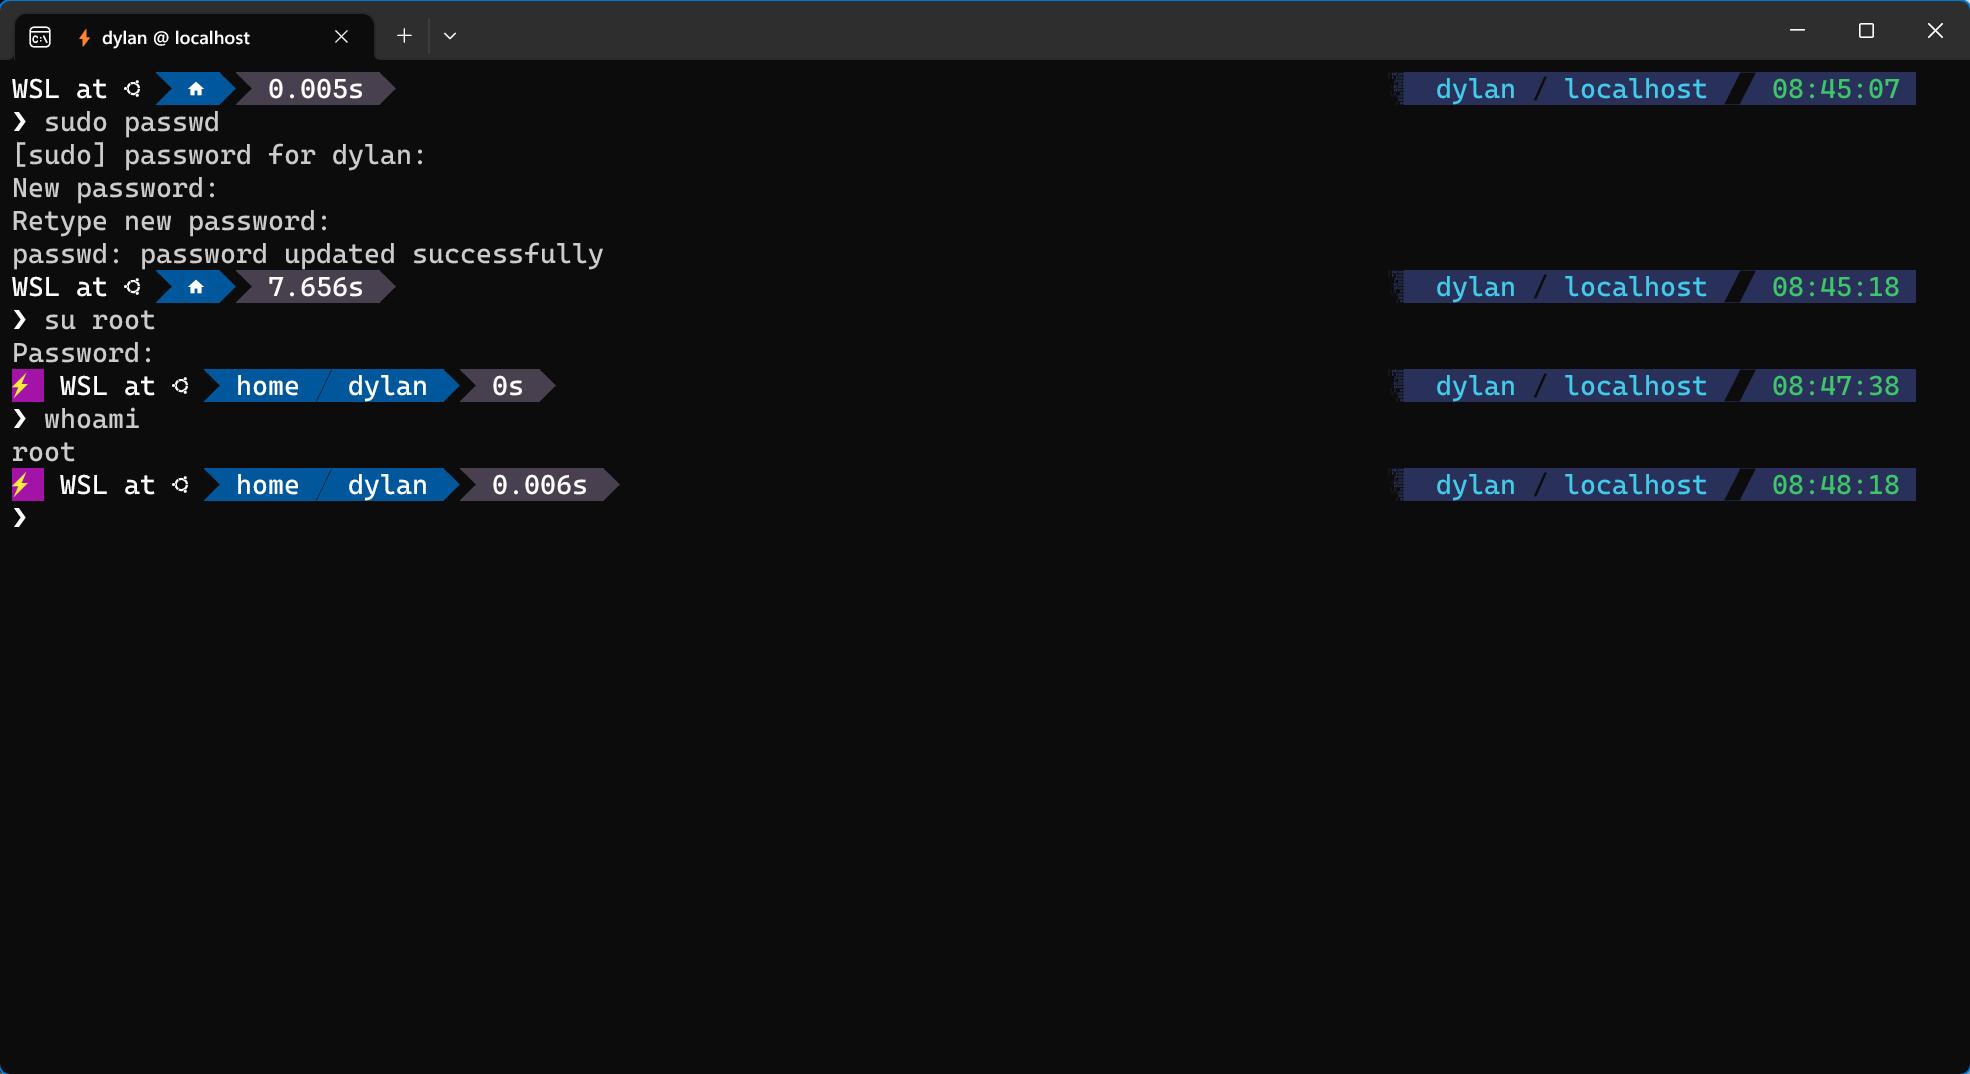 dylan @ localhost
WSL at 0.005s dylan / localhost 08:45:07
❯ sudo passwd
[sudo] password for dylan:
New password:
Retype new password:
passwd: password updated successfully
WSL at 7.656s dylan / localhost 08:45:18
❯ su root
Password:
⚡ WSL at home dylan 0s dylan / localhost 08:47:38
❯ whoami
root
⚡ WSL at home dylan 0.006s dylan / localhost 08:48:18
❯